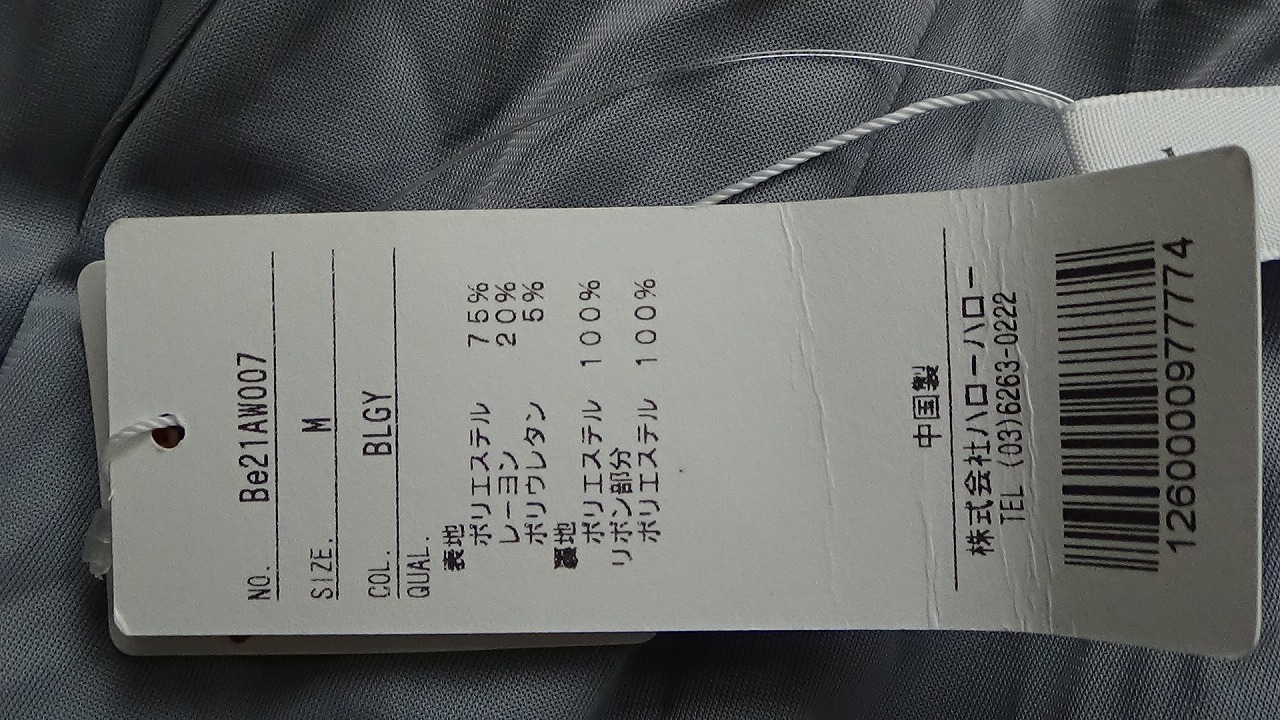 NO. Be21AW007
SIZE. M
COL. BLGY
QUAL.
表地
ポリエステル 75%
レーヨン 20%
ポリウレタン 5%
裏地
ポリエステル 100%
リボン部分
ポリエステル 100%
中国製
株式会社ハローハロー
TEL (03)6263-0222
1260000977774